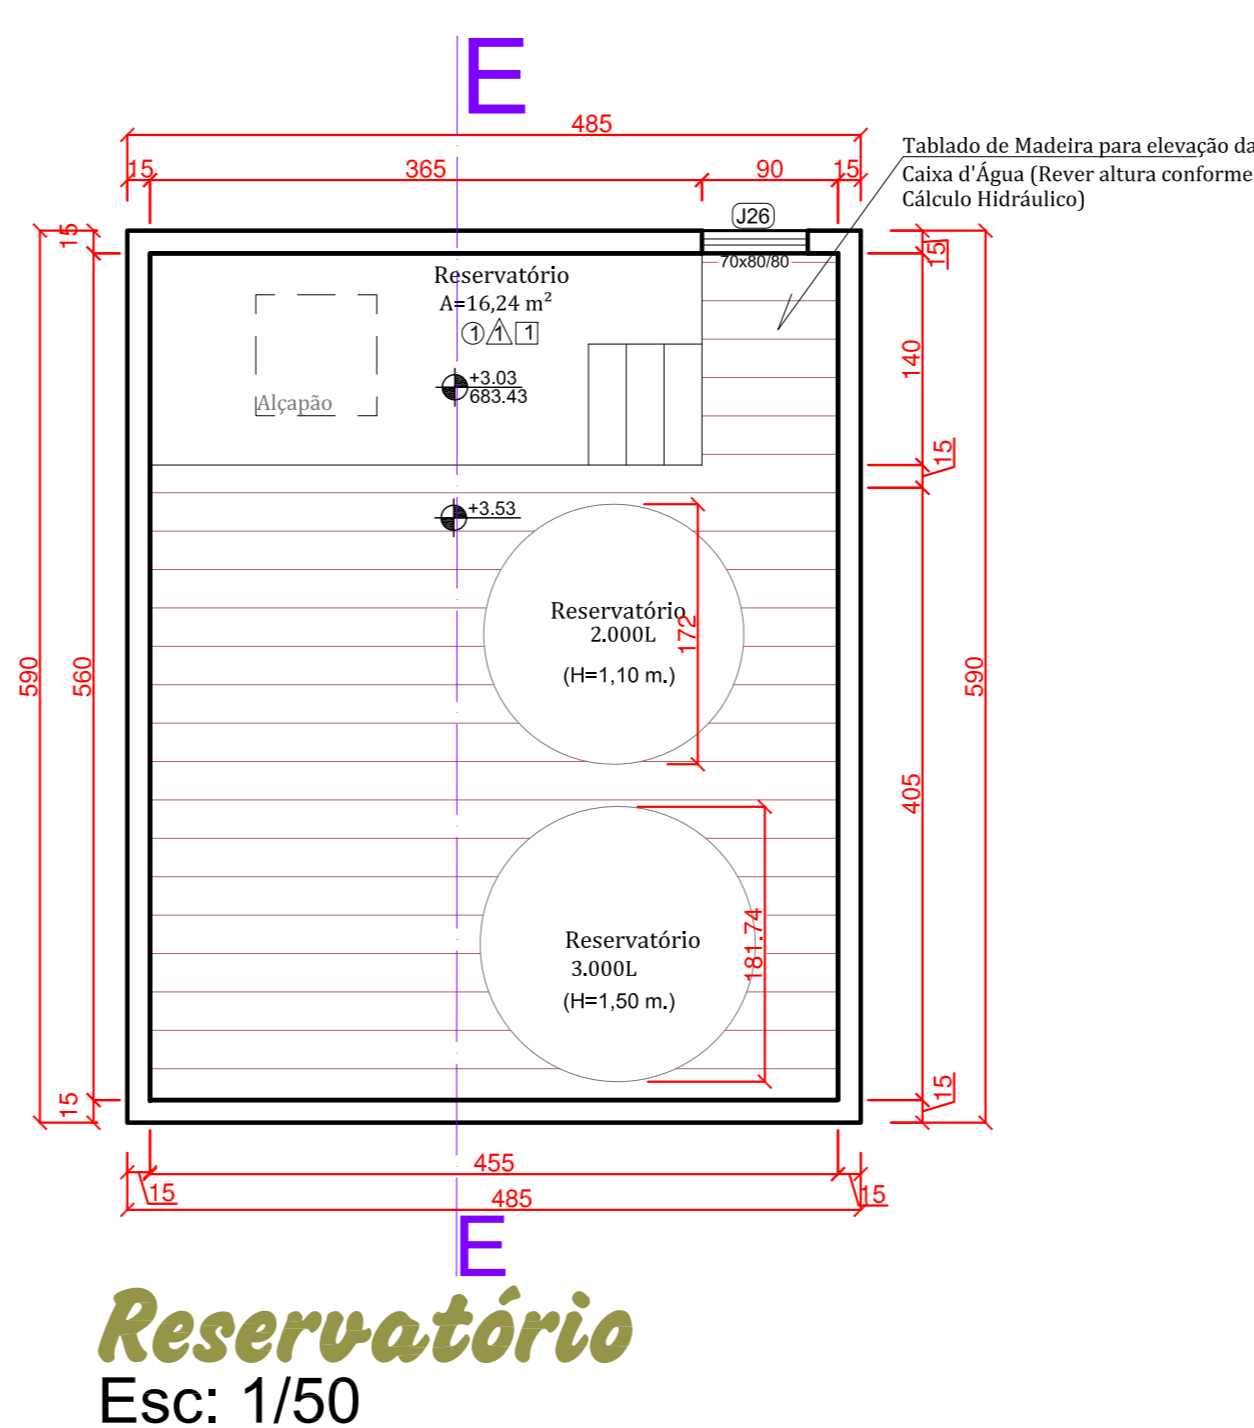 E
485
15 365 90 15
Tablado de Madeira para elevação da
Caixa d'Água (Rever altura conforme
Cálculo Hidráulico)
J26
70x80/80
15
15
Reservatório
A=16,24 m²
1 1 1
+3.03
683.43
Alçapão
140
15
+3.53
Reservatório
2.000L
(H=1,10 m.)
172
590
560
590
405
Reservatório
3.000L
(H=1,50 m.)
181.74
15
15
455
15
485
15
E
Reservatório
Esc: 1/50